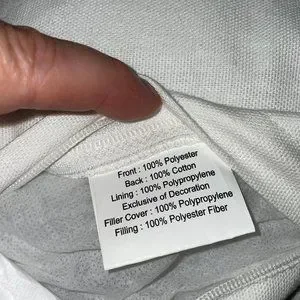 Front : 100% Polyester
Back : 100% Cotton
Lining : 100% Polypropylene
Exclusive of Decoration
Filler Cover : 100% Polypropylene
Filling : 100% Polyester Fiber